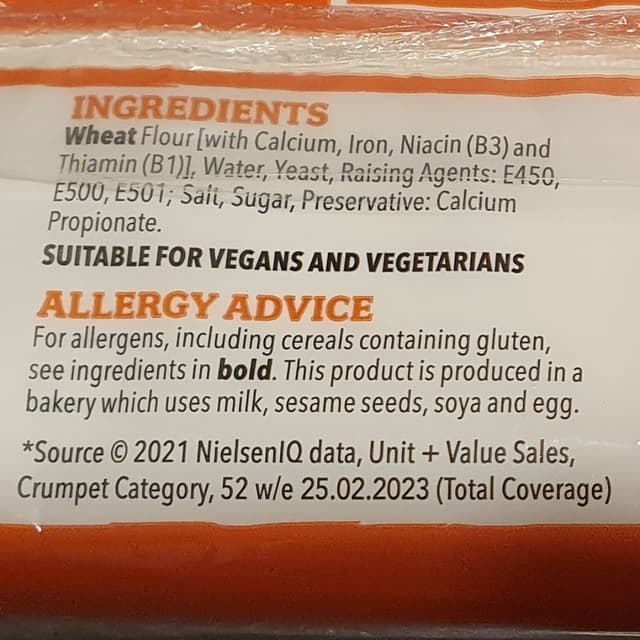 INGREDIENTS
Wheat Flour [with Calcium, Iron, Niacin (B3) and
Thiamin (B1)], Water, Yeast, Raising Agents: E450,
E500, E501; Salt, Sugar, Preservative: Calcium
Propionate.
SUITABLE FOR VEGANS AND VEGETARIANS
ALLERGY ADVICE
For allergens, including cereals containing gluten,
see ingredients in bold. This product is produced in a
bakery which uses milk, sesame seeds, soya and egg.
*Source © 2021 NielsenIQ data, Unit + Value Sales,
Crumpet Category, 52 w/e 25.02.2023 (Total Coverage)